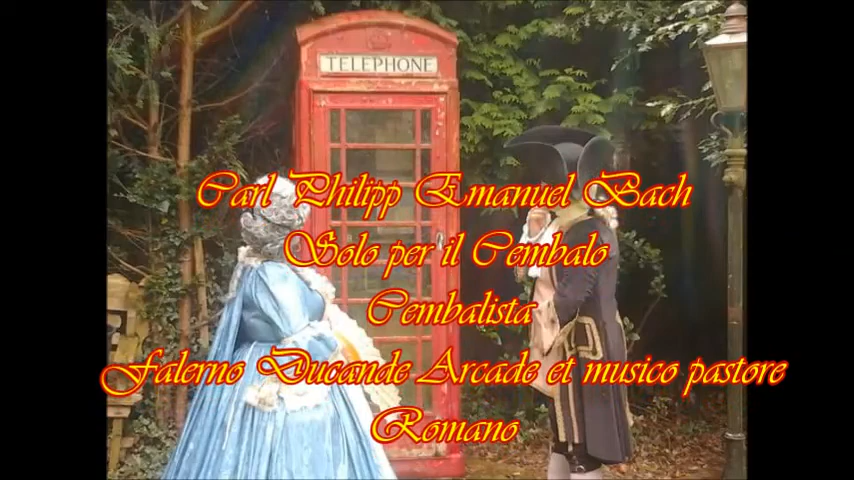 TELEPHONE
Carl Philipp Emanuel Bach
Solo per il Cembalo
Cembalista
Falerno Ducande Arcade et musico pastore
Romano